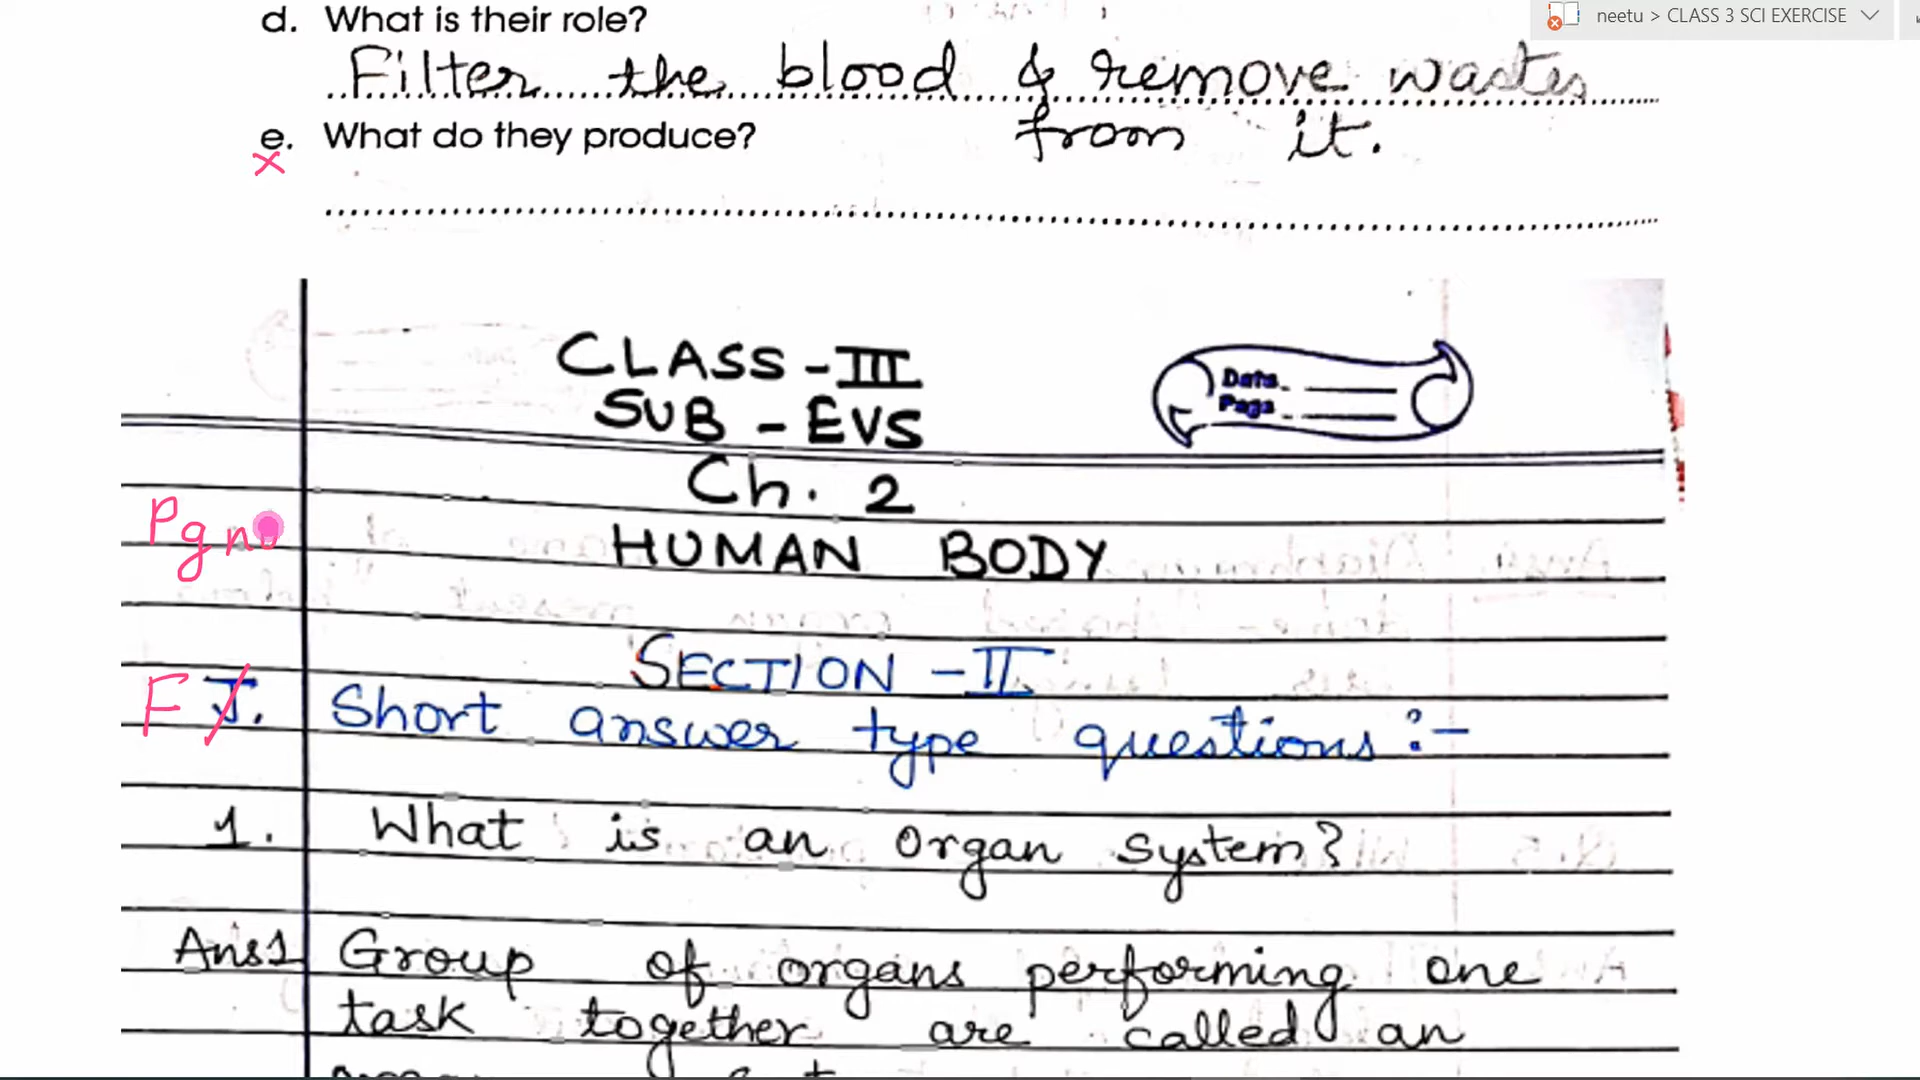 neetu > CLASS 3 SCI EXERCISE
d. What is their role?
Filter the blood & remove wastes
from it.
e. What do they produce?
x
CLASS - III
SUB - EVS
Date
Page
Ch. 2
Pg no
HUMAN BODY
SECTION - II
F J. Short answer type questions :-
1. What is an organ system?
Ans1 Group of organs performing one
task together are called an